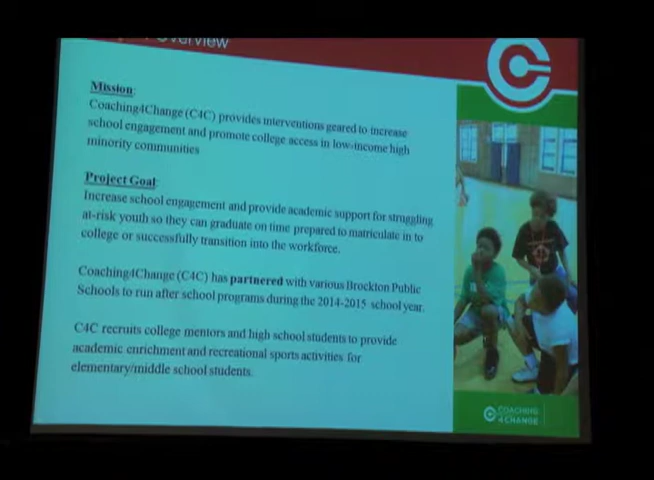 Overview
Mission:
Coaching4Change (C4C) provides interventions geared to increase
school engagement and promote college access in low-income high
minority communities
Project Goal:
Increase school engagement and provide academic support for struggling
at-risk youth so they can graduate on time prepared to matriculate in to
college or successfully transition into the workforce.
Coaching4Change (C4C) has partnered with various Brockton Public
Schools to run after school programs during the 2014-2015 school year.
C4C recruits college mentors and high school students to provide
academic enrichment and recreational sports activities for
elementary/middle school students.
COACHING
4CHANGE